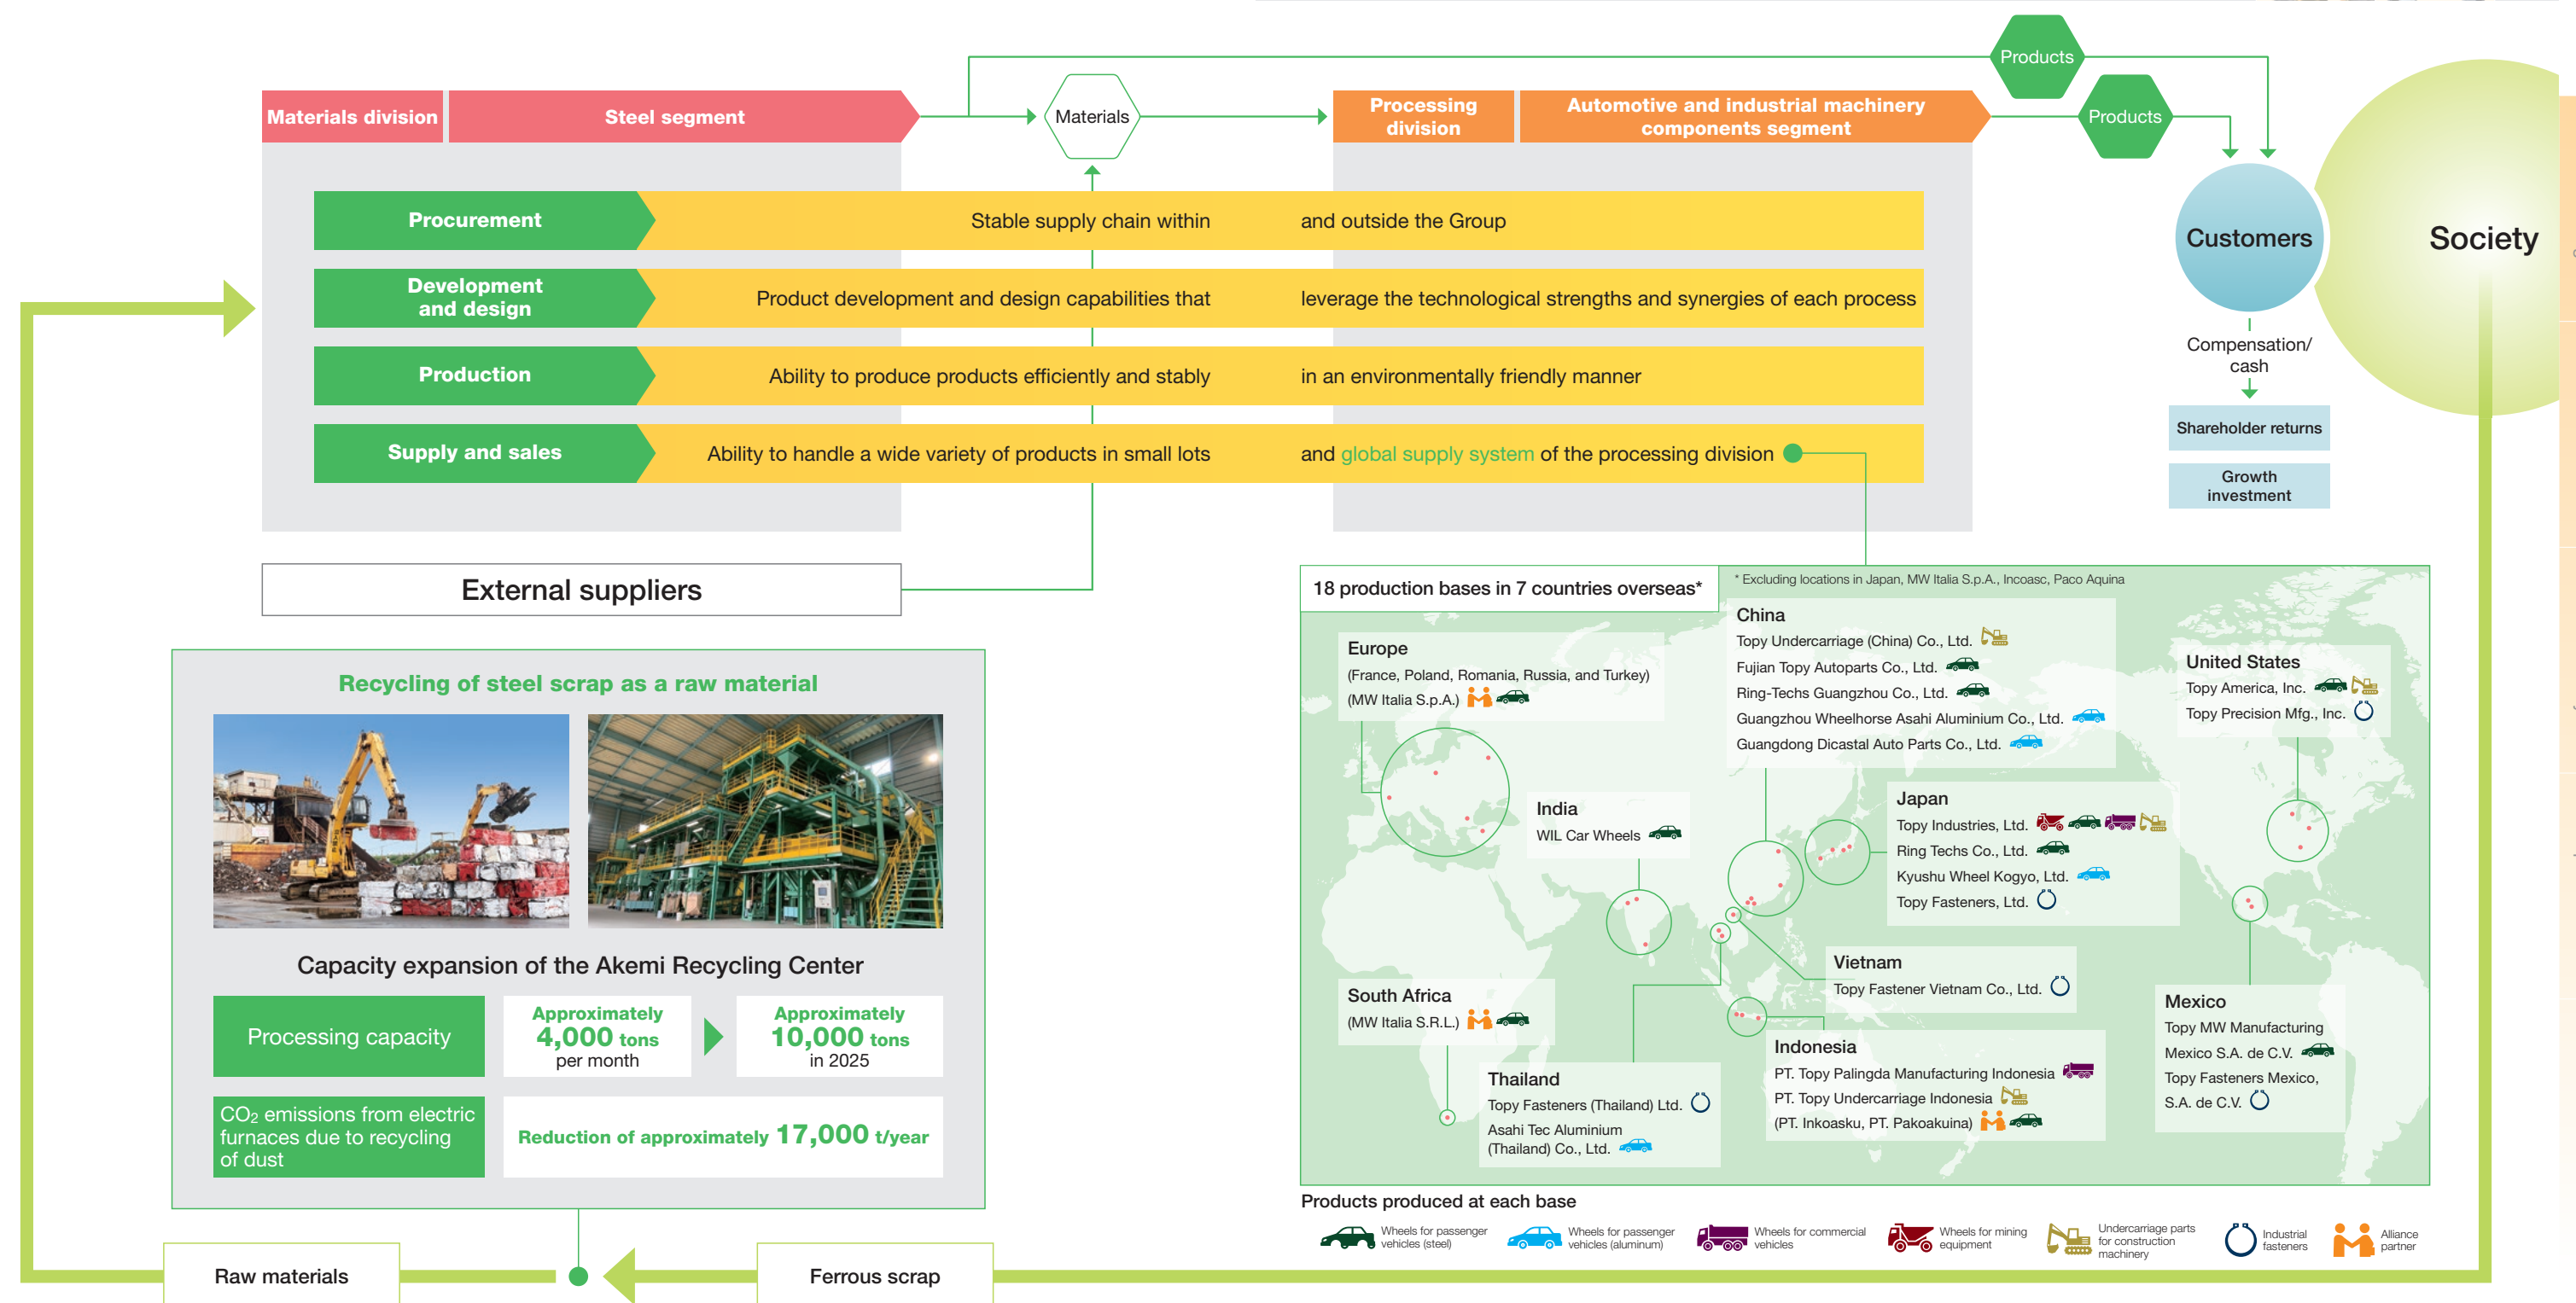 Products
Products
Materials division
Steel segment
Materials
Processing
division
Automotive and industrial machinery
components segment
Procurement
Stable supply chain within and outside the Group
Development
and design
Product development and design capabilities that leverage the technological strengths and synergies of each process
Production
Ability to produce products efficiently and stably in an environmentally friendly manner
Supply and sales
Ability to handle a wide variety of products in small lots and global supply system of the processing division
Customers
Society
Compensation/
cash
Shareholder returns
Growth
investment
External suppliers
Recycling of steel scrap as a raw material
Capacity expansion of the Akemi Recycling Center
Processing capacity
Approximately
4,000 tons
per month
Approximately
10,000 tons
in 2025
CO2 emissions from electric
furnaces due to recycling
of dust
Reduction of approximately 17,000 t/year
Raw materials
Ferrous scrap
18 production bases in 7 countries overseas*
* Excluding locations in Japan, MW Italia S.p.A., Incoasc, Paco Aquina
Europe
(France, Poland, Romania, Russia, and Turkey)
(MW Italia S.p.A.)
China
Topy Undercarriage (China) Co., Ltd.
Fujian Topy Autoparts Co., Ltd.
Ring-Techs Guangzhou Co., Ltd.
Guangzhou Wheelhorse Asahi Aluminium Co., Ltd.
Guangdong Dicastal Auto Parts Co., Ltd.
United States
Topy America, Inc.
Topy Precision Mfg., Inc.
India
WIL Car Wheels
Japan
Topy Industries, Ltd.
Ring Techs Co., Ltd.
Kyushu Wheel Kogyo, Ltd.
Topy Fasteners, Ltd.
South Africa
(MW Italia S.R.L.)
Vietnam
Topy Fastener Vietnam Co., Ltd.
Thailand
Topy Fasteners (Thailand) Ltd.
Asahi Tec Aluminium
(Thailand) Co., Ltd.
Indonesia
PT. Topy Palingda Manufacturing Indonesia
PT. Topy Undercarriage Indonesia
(PT. Inkoasku, PT. Pakoakuina)
Mexico
Topy MW Manufacturing
Mexico S.A. de C.V.
Topy Fasteners Mexico,
S.A. de C.V.
Products produced at each base
Wheels for passenger
vehicles (steel)
Wheels for passenger
vehicles (aluminum)
Wheels for commercial
vehicles
Wheels for mining
equipment
Undercarriage parts
for construction
machinery
Industrial
fasteners
Alliance
partner